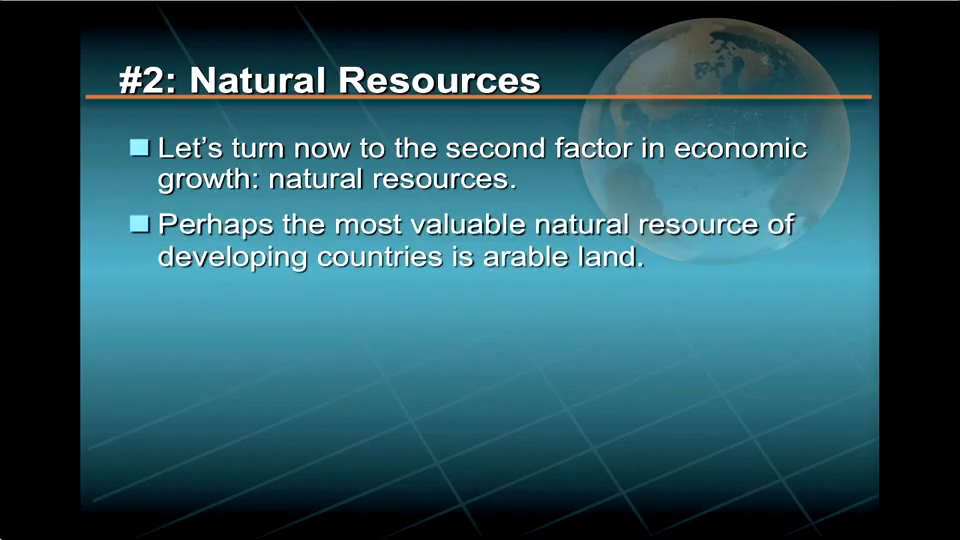 #2: Natural Resources
Let’s turn now to the second factor in economic
growth: natural resources.
Perhaps the most valuable natural resource of
developing countries is arable land.